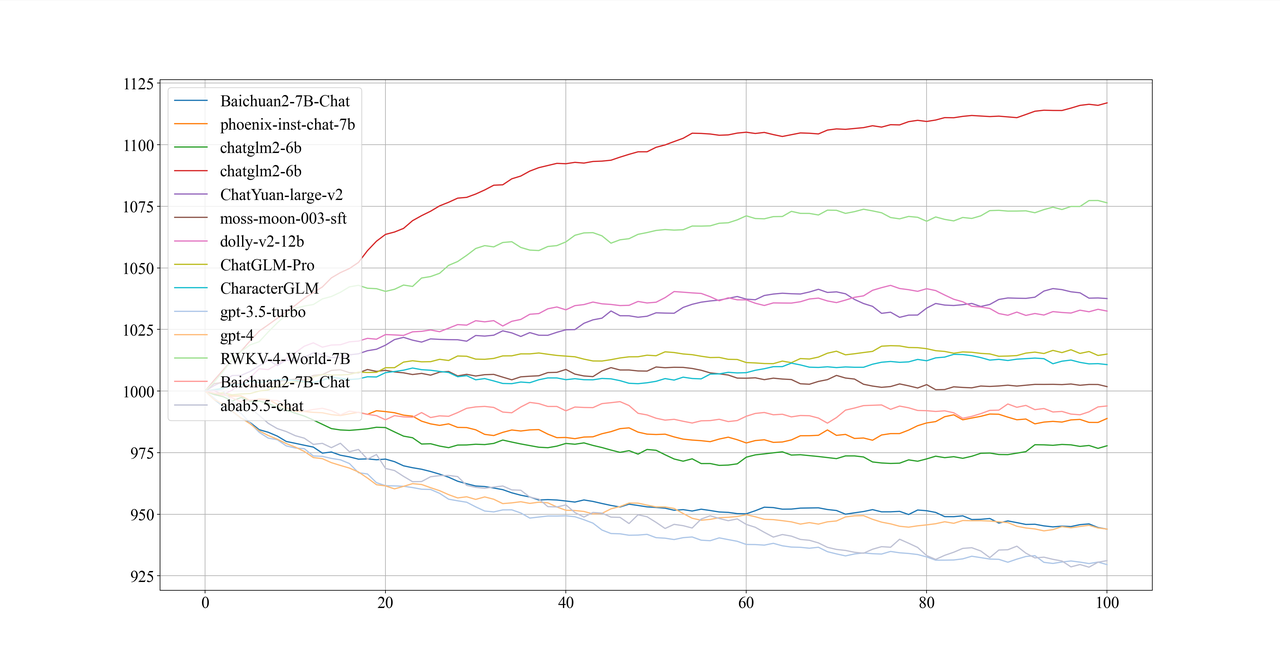 1125
1100
1075
1050
1025
1000
975
950
925
Baichuan2-7B-Chat
phoenix-inst-chat-7b
chatglm2-6b
chatglm2-6b
ChatYuan-large-v2
moss-moon-003-sft
dolly-v2-12b
ChatGLM-Pro
CharacterGLM
gpt-3.5-turbo
gpt-4
RWKV-4-World-7B
Baichuan2-7B-Chat
abab5.5-chat
0 20 40 60 80 100